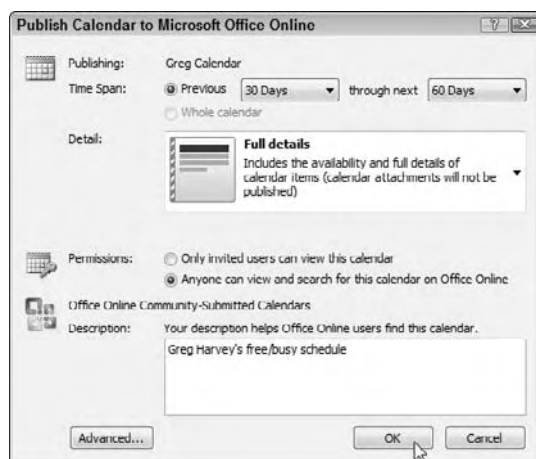 Publish Calendar to Microsoft Office Online
Publishing: Greg Calendar
Time Span: Previous 30 Days through next 60 Days
Whole calendar
Detail: Full details
Includes the availability and full details of
calendar items (calendar attachments will not be
published)
Permissions: Only invited users can view this calendar
Anyone can view and search for this calendar on Office Online
Office Online Community-Submitted Calendars
Description: Your description helps Office Online users find this calendar.
Greg Harvey's free/busy schedule
Advanced... OK Cancel